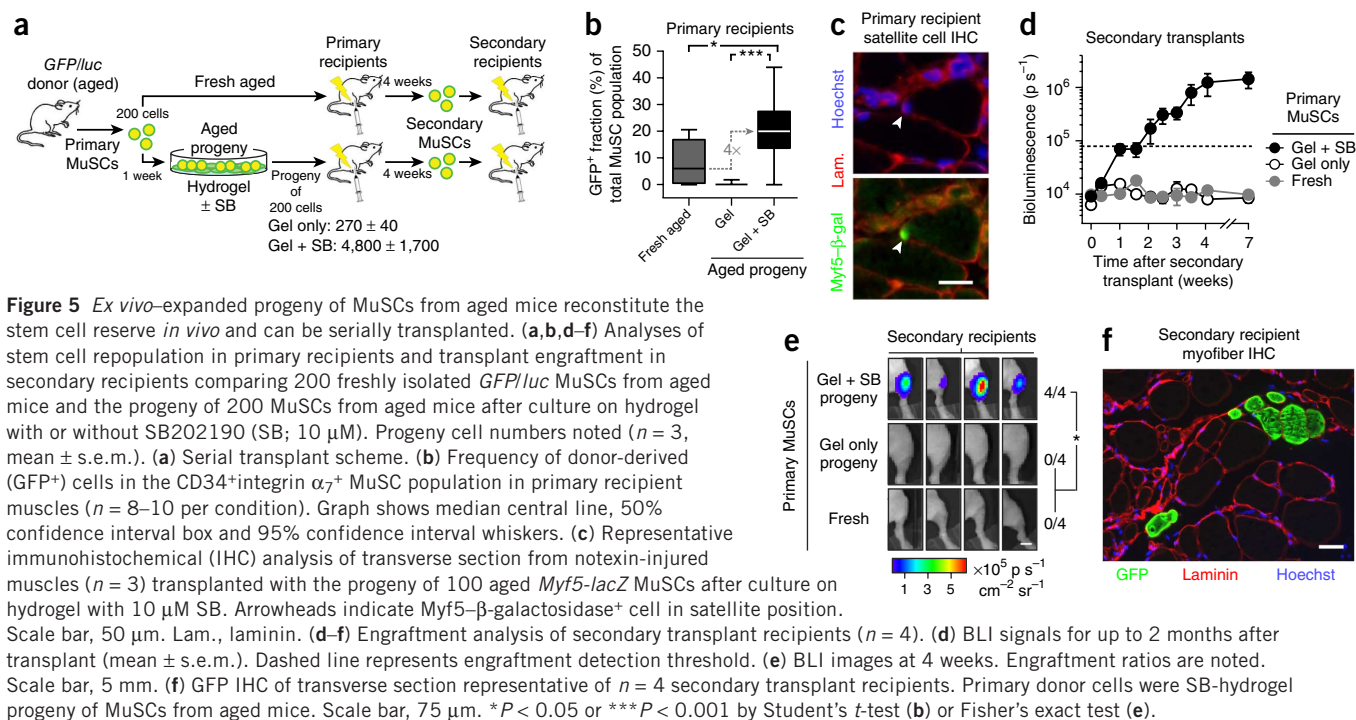 a
GFP/luc
donor (aged)
Fresh aged
Primary
recipients
Secondary
recipients
4 weeks
200 cells
Primary
MuSCs
Aged
progeny
1 week
Hydrogel
± SB
Progeny
of
200 cells
4 weeks
Secondary
MuSCs
Gel only: 270 ± 40
Gel + SB: 4,800 ± 1,700
b
Primary recipients
*
***
GFP⁺ fraction (%) of
total MuSC population
50
40
30
20
10
0
4×
Fresh aged
Gel
Gel + SB
Aged progeny
c
Primary recipient
satellite cell IHC
Hoechst
Lam.
Myf5–β-gal
d
Secondary transplants
Bioluminescence (p s⁻¹)
10⁶
10⁵
10⁴
0 1 2 3 4 7
Time after secondary
transplant (weeks)
Primary
MuSCs
Gel + SB
Gel only
Fresh
e
Secondary recipients
Primary MuSCs
Gel + SB
progeny
4/4
*
Gel only
progeny
0/4
Fresh
0/4
1 3 5
×10⁵ p s⁻¹
cm⁻² sr⁻¹
f
Secondary recipient
myofiber IHC
GFP Laminin Hoechst
Figure 5 Ex vivo–expanded progeny of MuSCs from aged mice reconstitute the
stem cell reserve in vivo and can be serially transplanted. (a,b,d–f) Analyses of
stem cell repopulation in primary recipients and transplant engraftment in
secondary recipients comparing 200 freshly isolated GFP/luc MuSCs from aged
mice and the progeny of 200 MuSCs from aged mice after culture on hydrogel
with or without SB202190 (SB; 10 μM). Progeny cell numbers noted (n = 3,
mean ± s.e.m.). (a) Serial transplant scheme. (b) Frequency of donor-derived
(GFP⁺) cells in the CD34⁺integrin α₇⁺ MuSC population in primary recipient
muscles (n = 8–10 per condition). Graph shows median central line, 50%
confidence interval box and 95% confidence interval whiskers. (c) Representative
immunohistochemical (IHC) analysis of transverse section from notexin-injured
muscles (n = 3) transplanted with the progeny of 100 aged Myf5-lacZ MuSCs after culture on
hydrogel with 10 μM SB. Arrowheads indicate Myf5–β-galactosidase⁺ cell in satellite position.
Scale bar, 50 μm. Lam., laminin. (d–f) Engraftment analysis of secondary transplant recipients (n = 4). (d) BLI signals for up to 2 months after
transplant (mean ± s.e.m.). Dashed line represents engraftment detection threshold. (e) BLI images at 4 weeks. Engraftment ratios are noted.
Scale bar, 5 mm. (f) GFP IHC of transverse section representative of n = 4 secondary transplant recipients. Primary donor cells were SB-hydrogel
progeny of MuSCs from aged mice. Scale bar, 75 μm. *P < 0.05 or ***P < 0.001 by Student's t-test (b) or Fisher's exact test (e).